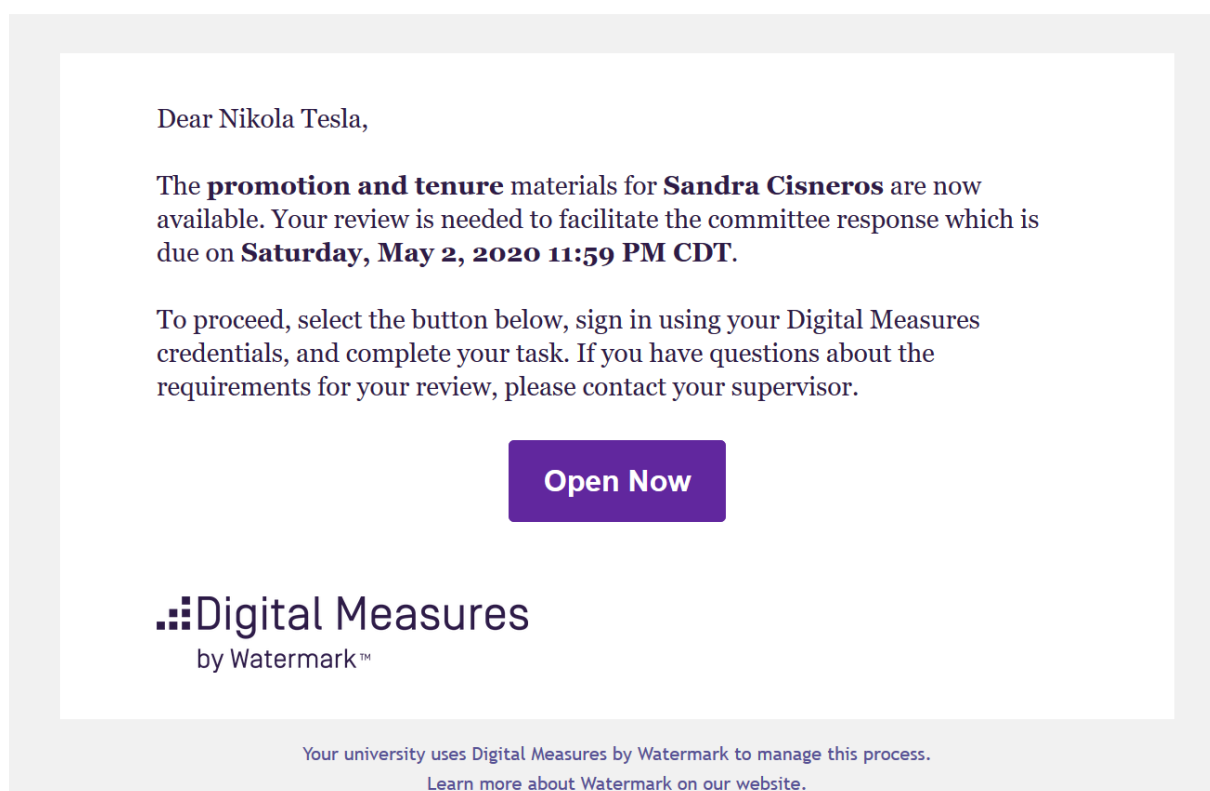 Dear Nikola Tesla,
The promotion and tenure materials for Sandra Cisneros are now
available. Your review is needed to facilitate the committee response which is
due on Saturday, May 2, 2020 11:59 PM CDT.
To proceed, select the button below, sign in using your Digital Measures
credentials, and complete your task. If you have questions about the
requirements for your review, please contact your supervisor.
Open Now
Digital Measures
by Watermark™
Your university uses Digital Measures by Watermark to manage this process.
Learn more about Watermark on our website.